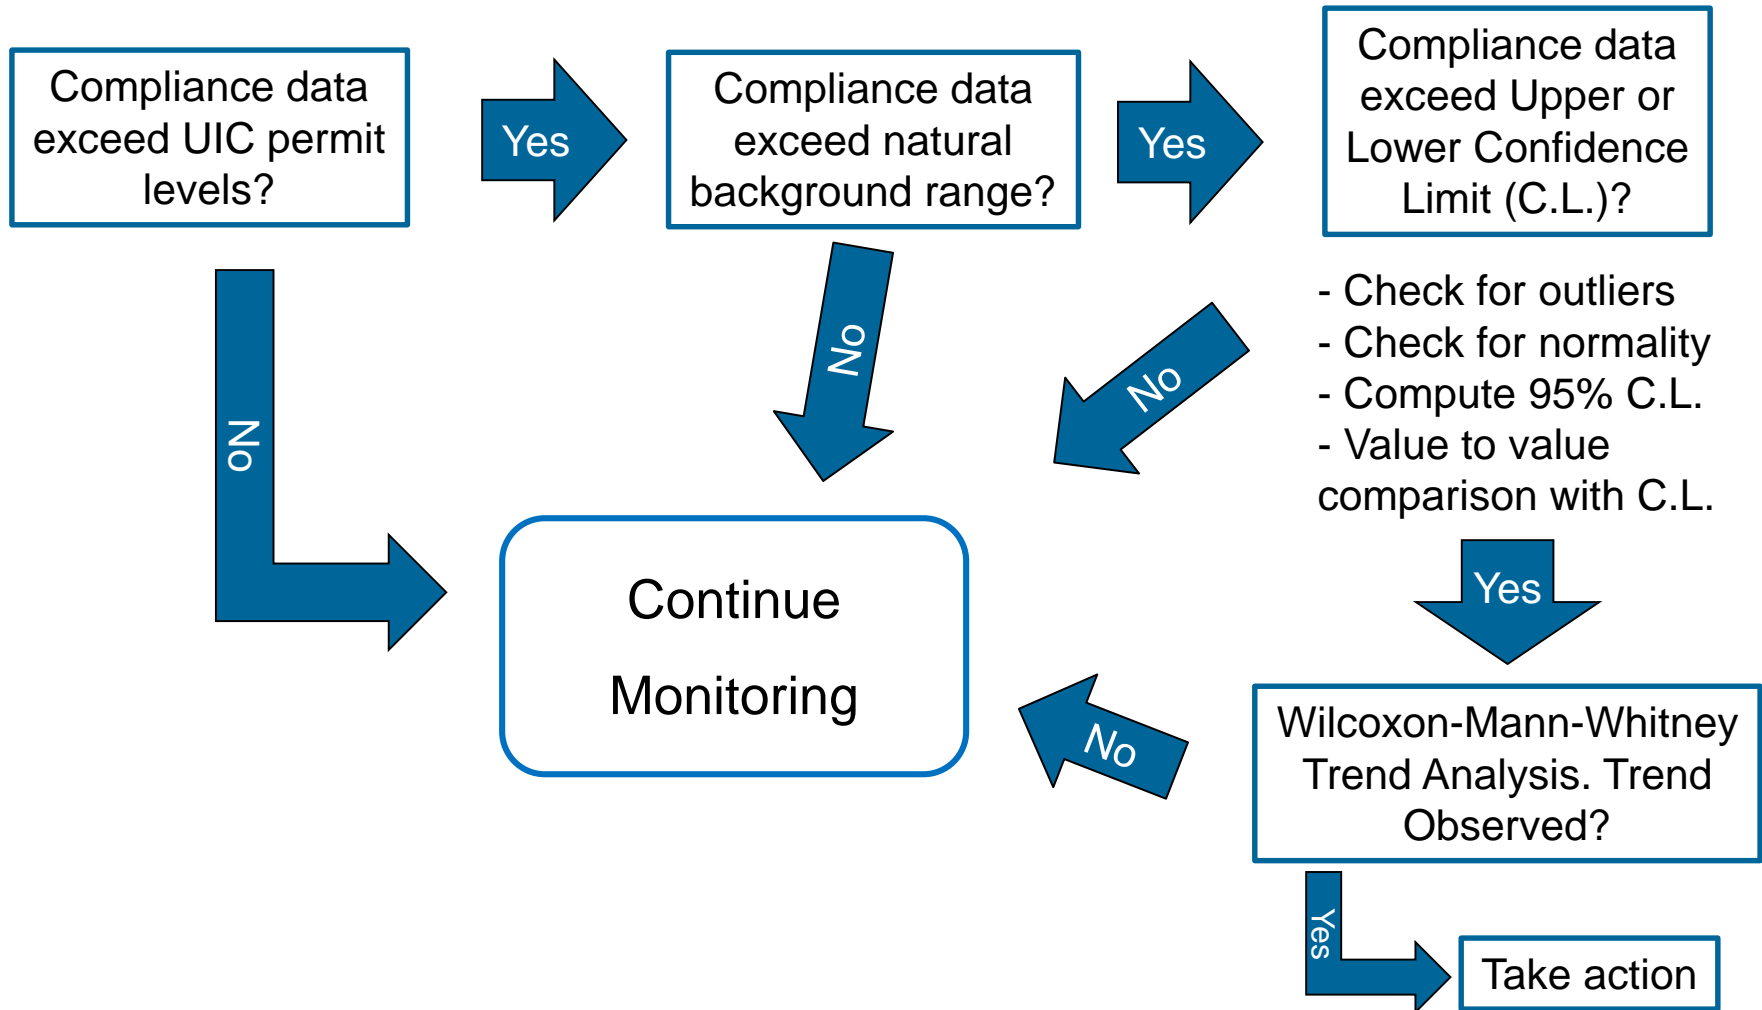 Compliance data
exceed UIC permit
levels?
Yes
Compliance data
exceed natural
background range?
Yes
Compliance data
exceed Upper or
Lower Confidence
Limit (C.L.)?
- Check for outliers
- Check for normality
- Compute 95% C.L.
- Value to value
comparison with C.L.
No
No
No
Yes
Continue
Monitoring
No
Wilcoxon-Mann-Whitney
Trend Analysis. Trend
Observed?
Yes
Take action